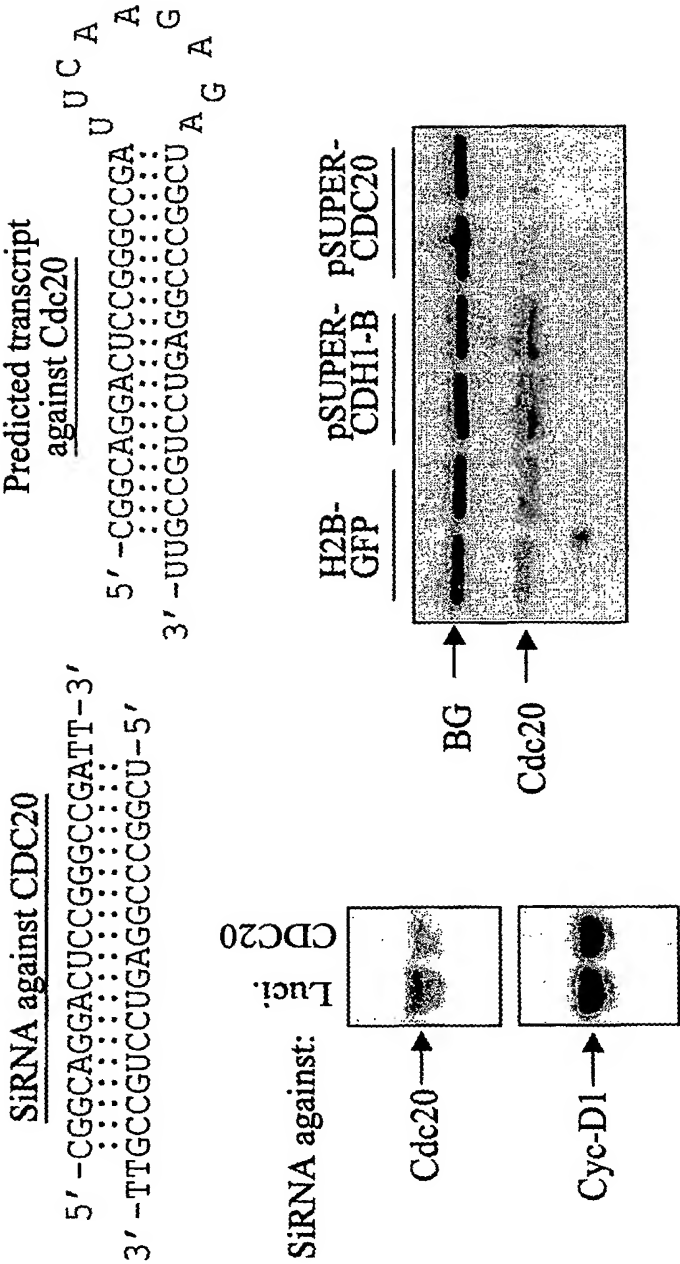 SiRNA against CDC20
5'-CGGCAGGACUCCGGGCCGATT-3'
3'-TTGCCGUCCUGAGGCCCGGCU-5'
Predicted transcript
against Cdc20
5'-CGGCAGGACUCCGGGCCGA
U U C A A G A G A
3'-UUGCCGUCCUGAGGCCCGGCU
SiRNA against:
Luci.
CDC20
Cdc20
Cyc-D1
H2B-
GFP
pSUPER-
CDH1-B
pSUPER-
CDC20
BG
Cdc20